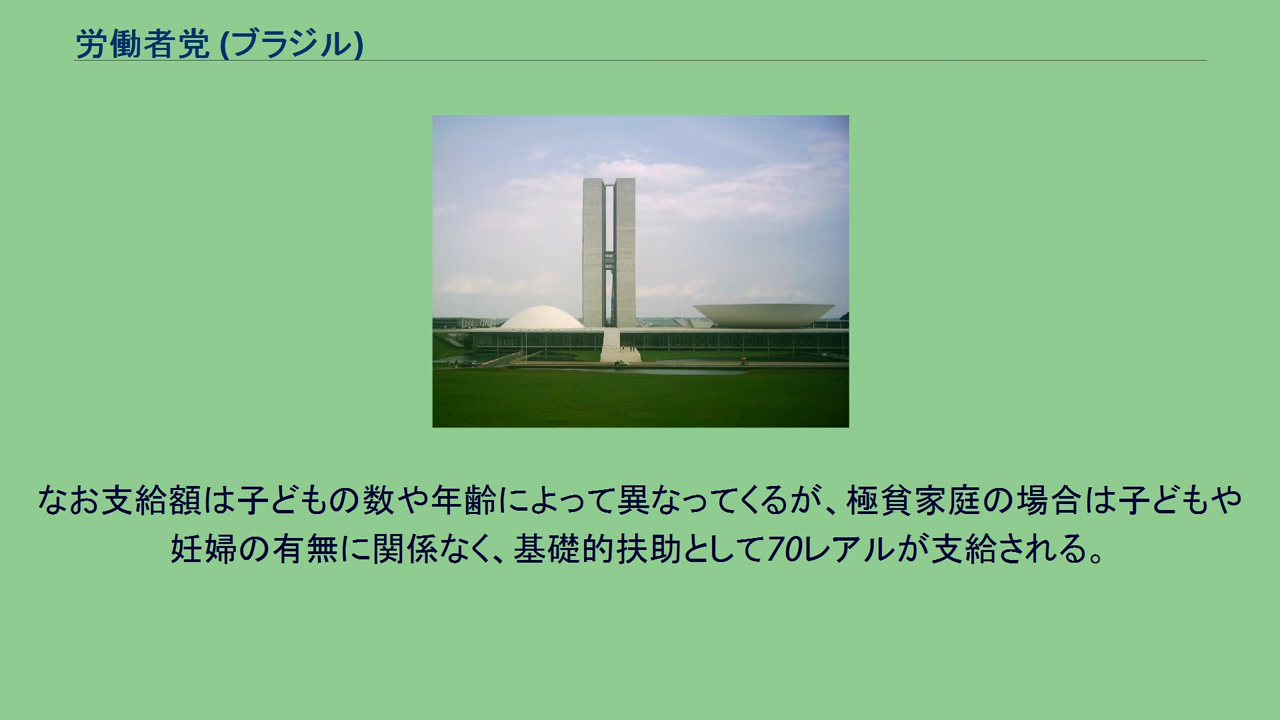 労働者党 (ブラジル)
なお支給額は子どもの数や年齢によって異なってくるが、極貧家庭の場合は子どもや
妊婦の有無に関係なく、基礎的扶助として70レアルが支給される。